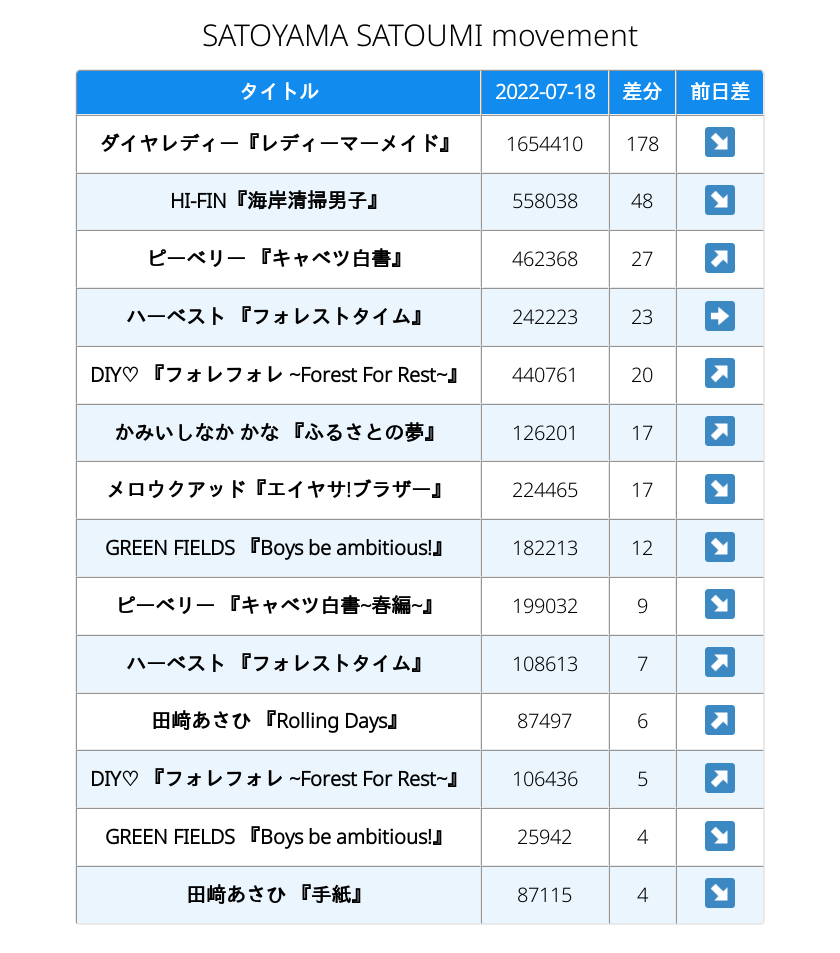 SATOYAMA SATOUMI movement
タイトル 2022-07-18 差分 前日差
ダイヤレディー『レディーマーメイド』 1654410 178 ↘
HI-FIN『海岸清掃男子』 558038 48 ↘
ピーベリー 『キャベツ白書』 462368 27 ↗
ハーベスト 『フォレストタイム』 242223 23 ➡
DIY♡ 『フォレフォレ ~Forest For Rest~』 440761 20 ↗
かみいしなか かな 『ふるさとの夢』 126201 17 ↗
メロウクアッド『エイヤサ!ブラザー』 224465 17 ↘
GREEN FIELDS 『Boys be ambitious!』 182213 12 ↘
ピーベリー 『キャベツ白書~春編~』 199032 9 ↘
ハーベスト 『フォレストタイム』 108613 7 ↗
田﨑あさひ 『Rolling Days』 87497 6 ↗
DIY♡ 『フォレフォレ ~Forest For Rest~』 106436 5 ↗
GREEN FIELDS 『Boys be ambitious!』 25942 4 ↘
田﨑あさひ 『手紙』 87115 4 ↘